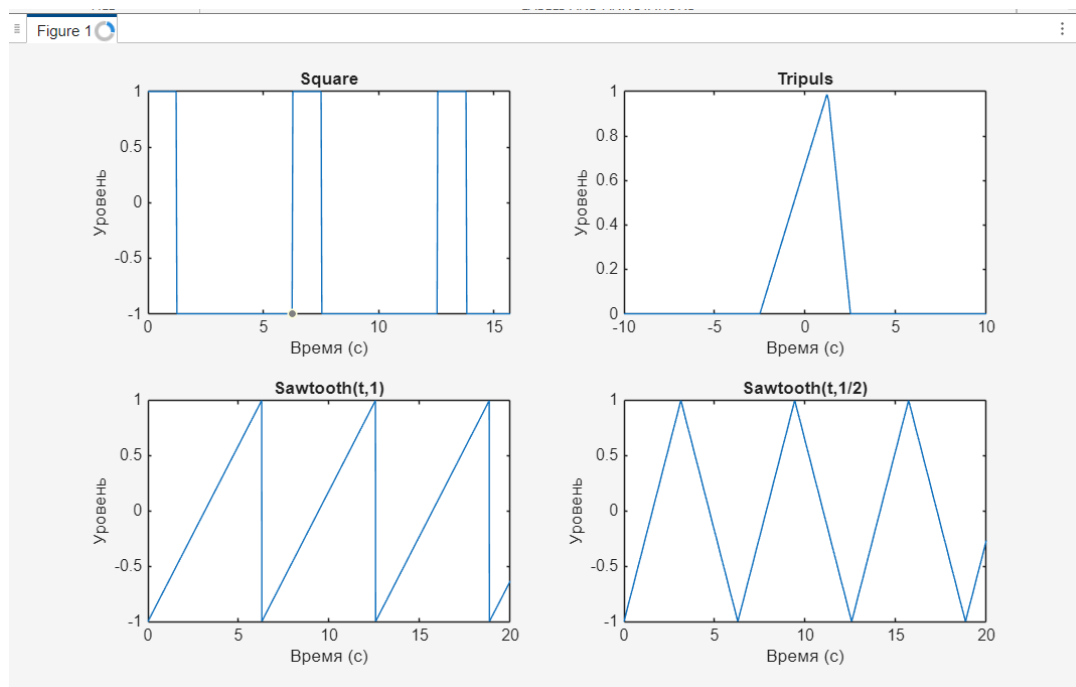 Figure 1
Square
1
0.5
0
-0.5
-1
0 5 10 15
Уровень
Время (с)
Tripuls
1
0.8
0.6
0.4
0.2
0
-10 -5 0 5 10
Уровень
Время (с)
Sawtooth(t,1)
1
0.5
0
-0.5
-1
0 5 10 15 20
Уровень
Время (с)
Sawtooth(t,1/2)
1
0.5
0
-0.5
-1
0 5 10 15 20
Уровень
Время (с)